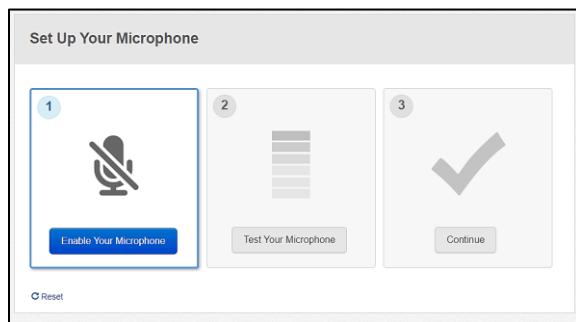 Set Up Your Microphone
1
2
3
Enable Your Microphone
Test Your Microphone
Continue
Reset